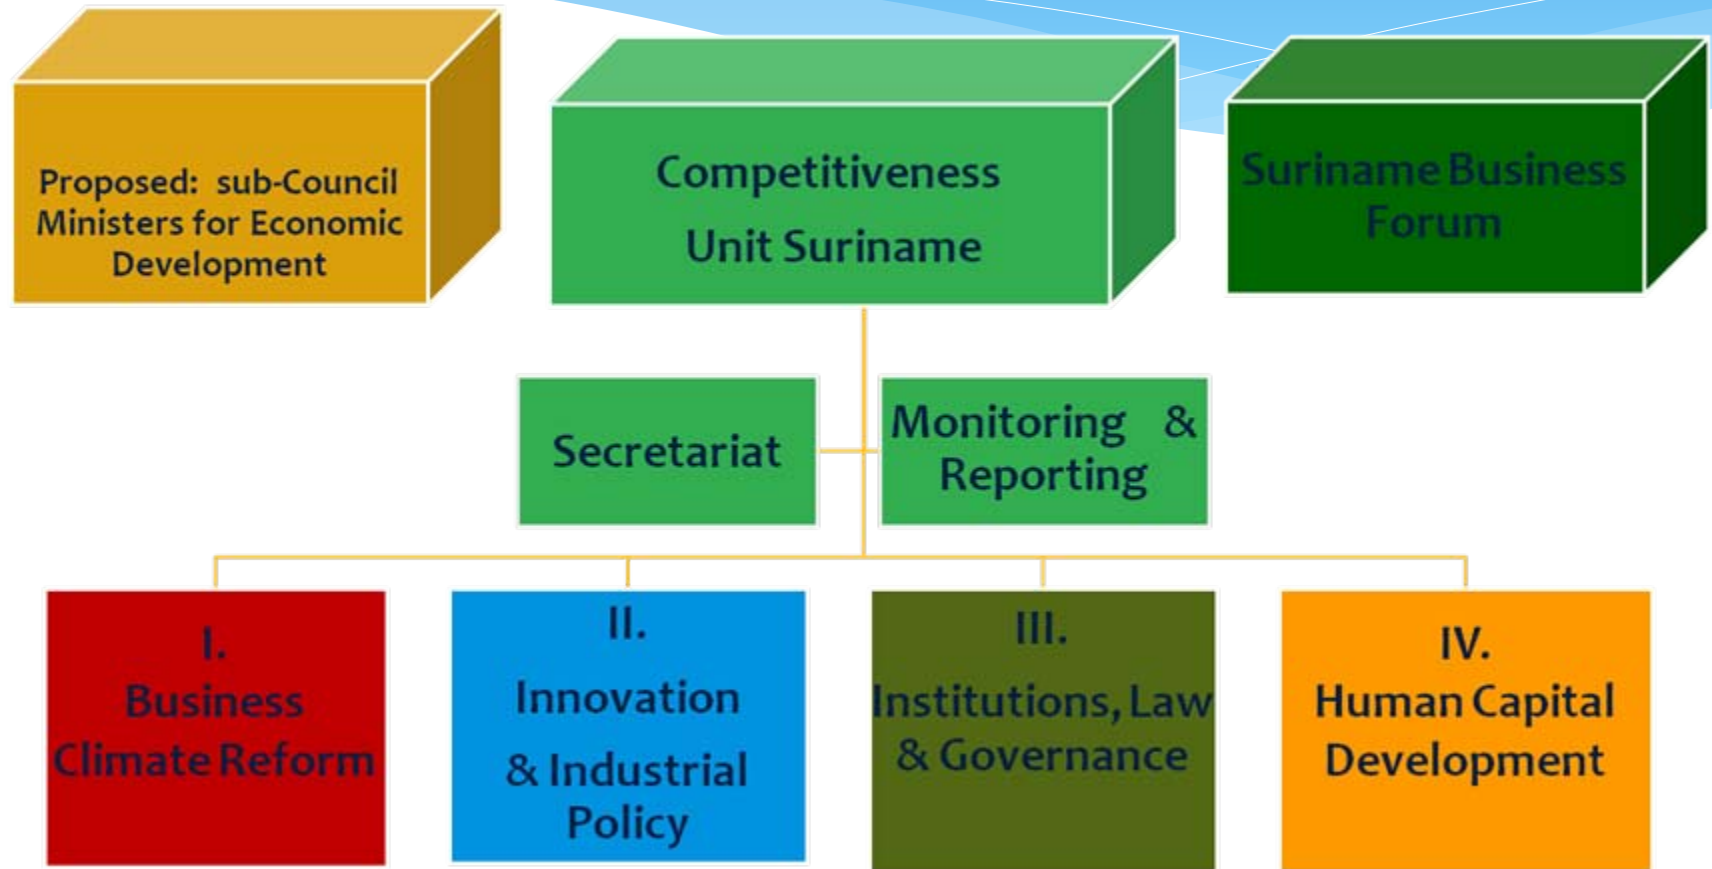 Proposed: sub-Council
Ministers for Economic
Development
Competitiveness
Unit Suriname
Suriname Business
Forum
Secretariat
Monitoring &
Reporting
I.
Business
Climate Reform
II.
Innovation
& Industrial
Policy
III.
Institutions, Law
& Governance
IV.
Human Capital
Development